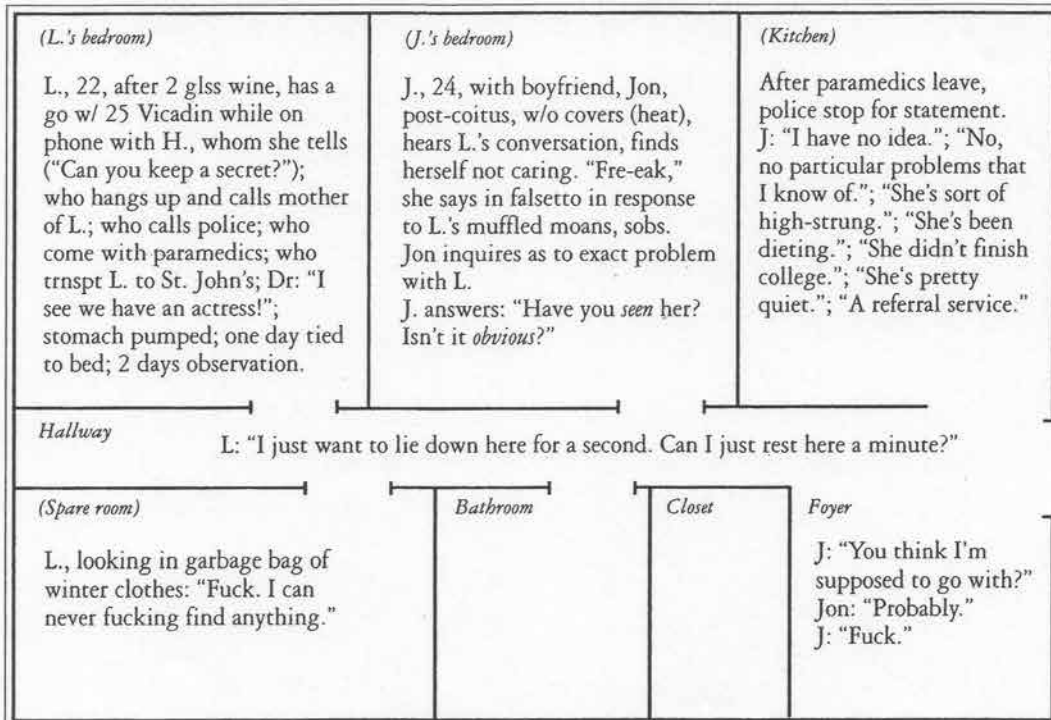 (L.'s bedroom)
L., 22, after 2 glss wine, has a
go w/ 25 Vicadin while on
phone with H., whom she tells
(“Can you keep a secret?”);
who hangs up and calls mother
of L.; who calls police; who
come with paramedics; who
trnspt L. to St. John's; Dr: “I
see we have an actress!”;
stomach pumped; one day tied
to bed; 2 days observation.
(J.'s bedroom)
J., 24, with boyfriend, Jon,
post-coitus, w/o covers (heat),
hears L.'s conversation, finds
herself not caring. “Fre-eak,”
she says in falsetto in response
to L.'s muffled moans, sobs.
Jon inquires as to exact problem
with L.
J. answers: “Have you seen her?
Isn't it obvious?”
(Kitchen)
After paramedics leave,
police stop for statement.
J: “I have no idea.”; “No,
no particular problems that
I know of.”; “She's sort of
high-strung.”; “She's been
dieting.”; “She didn't finish
college.”; “She's pretty
quiet.”; “A referral service.”
Hallway
L: “I just want to lie down here for a second. Can I just rest here a minute?”
(Spare room)
L., looking in garbage bag of
winter clothes: “Fuck. I can
never fucking find anything.”
Bathroom
Closet
Foyer
J: “You think I'm
supposed to go with?”
Jon: “Probably.”
J: “Fuck.”